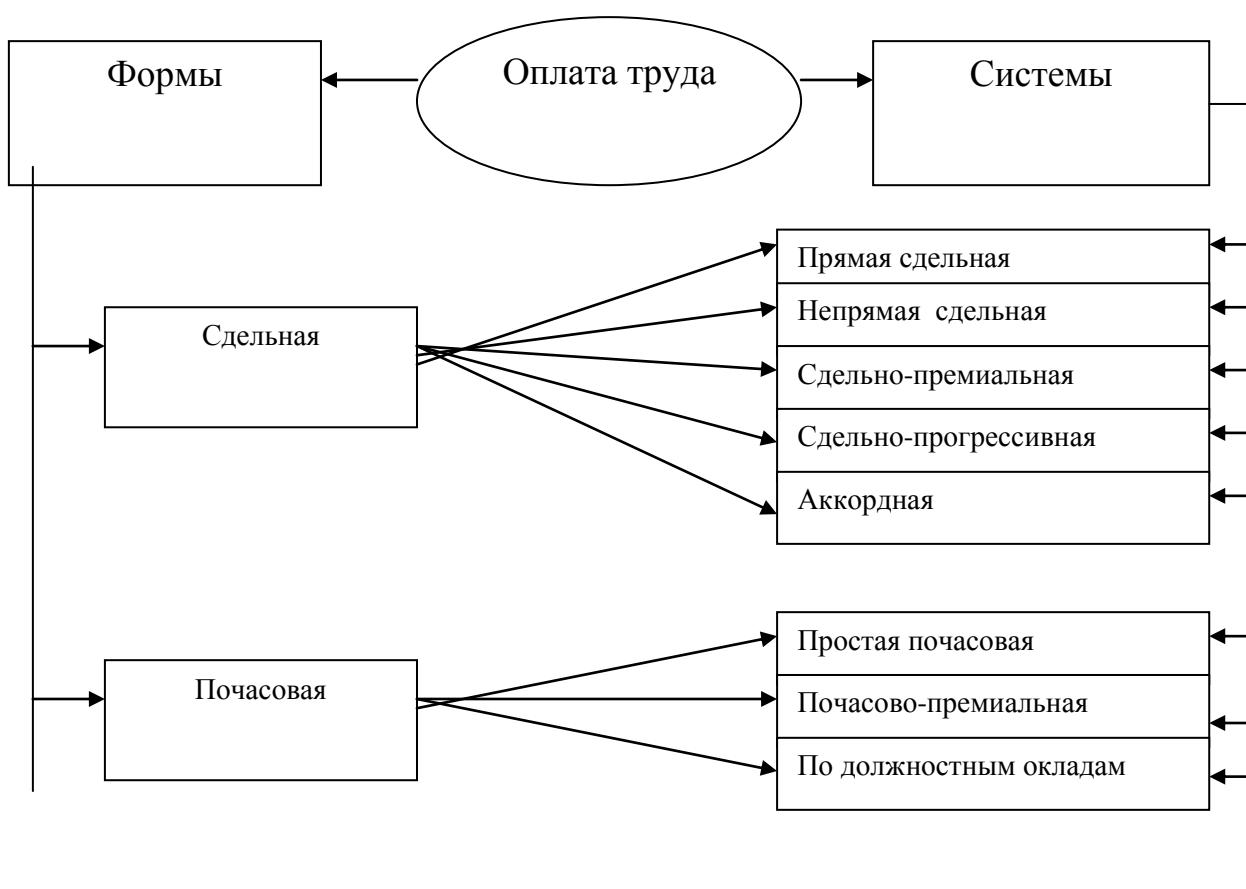 Формы
Оплата труда
Системы
Прямая сдельная
Непрямая сдельная
Сдельная
Сдельно-премиальная
Сдельно-прогрессивная
Аккордная
Простая почасовая
Почасовая
Почасово-премиальная
По должностным окладам